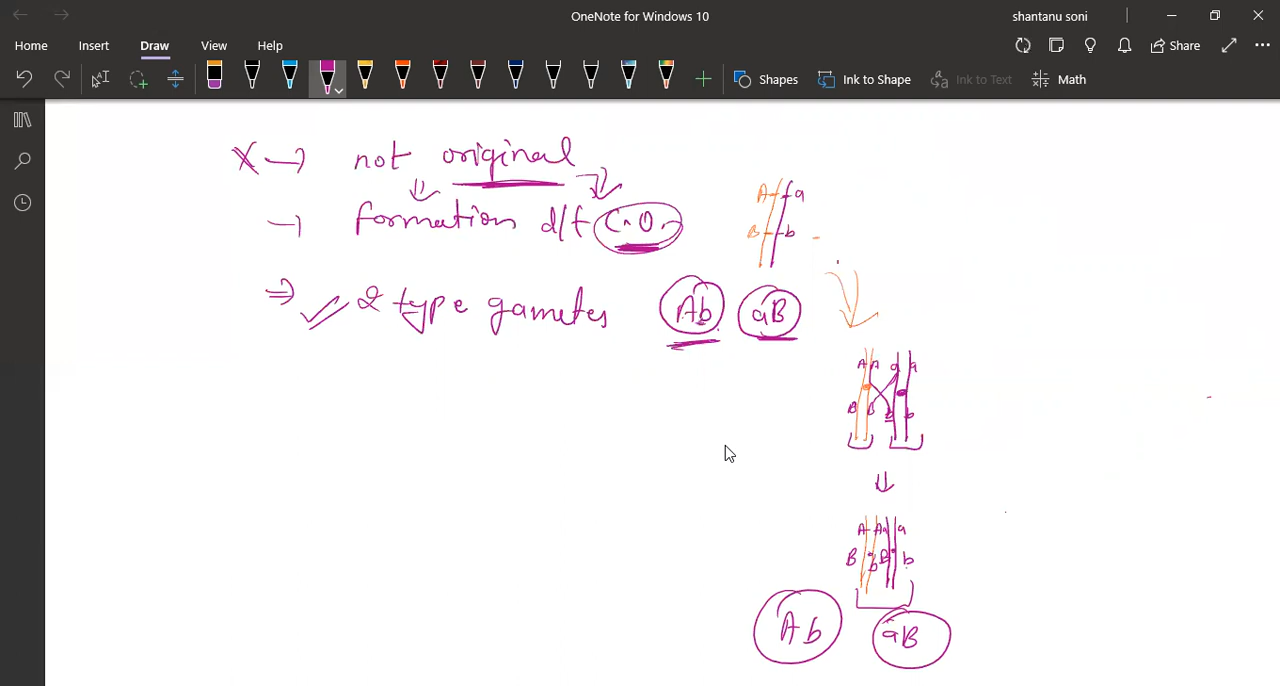 OneNote for Windows 10
shantanu soni
Home Insert Draw View Help
Share
Shapes Ink to Shape Ink to Text Math
X → not original
→ formation d/t C.O.
⇒ ✓ 2 type gametes Ab aB
A a
B b
A A a a
B B b b
A A a a
B b B b
Ab aB